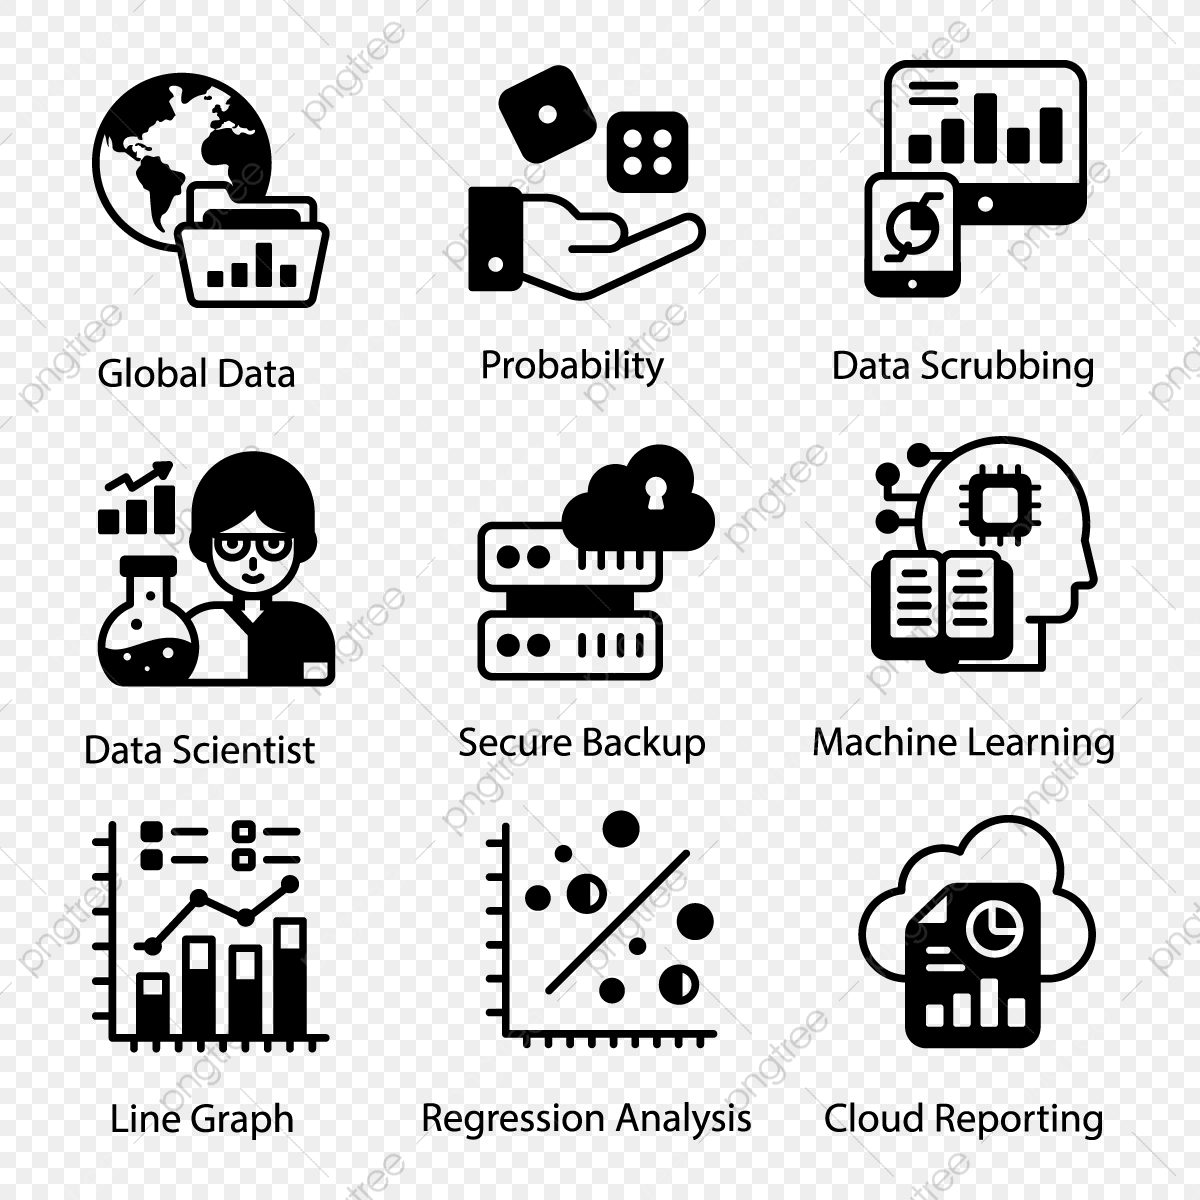 Global Data
Probability
Data Scrubbing
Data Scientist
Secure Backup
Machine Learning
Line Graph
Regression Analysis
Cloud Reporting
pngtree